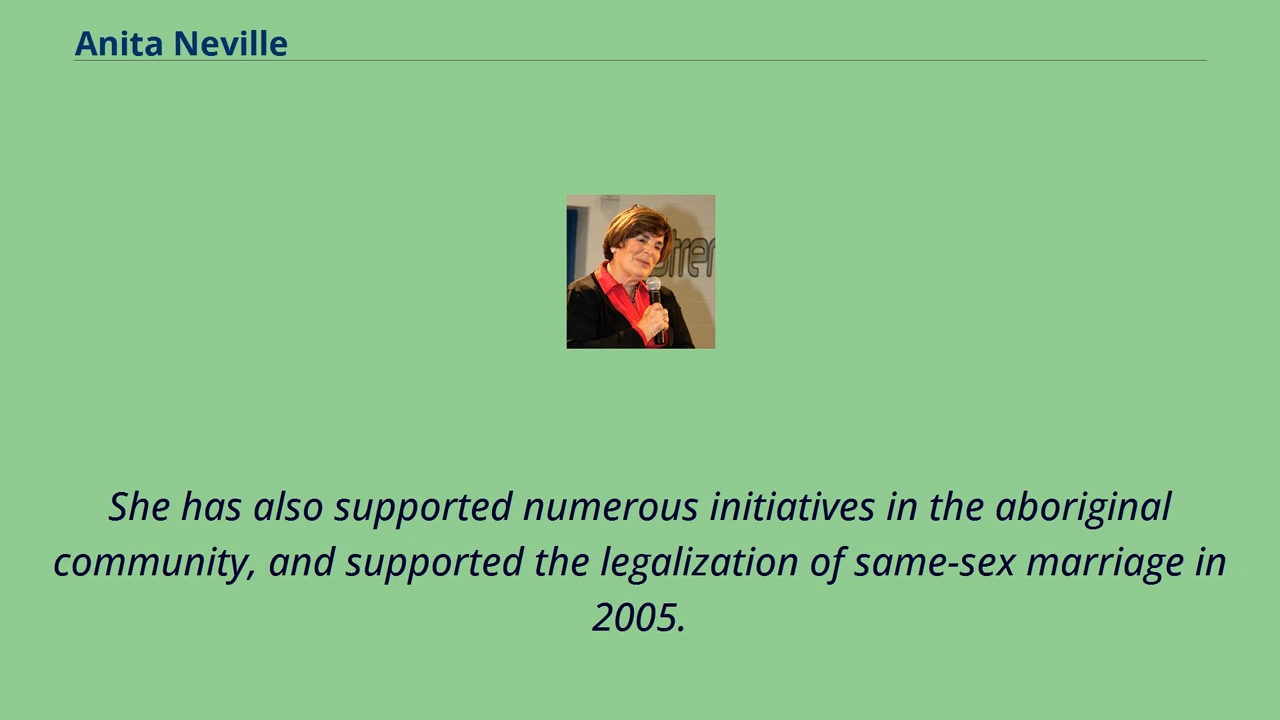 Anita Neville
She has also supported numerous initiatives in the aboriginal
community, and supported the legalization of same-sex marriage in
2005.